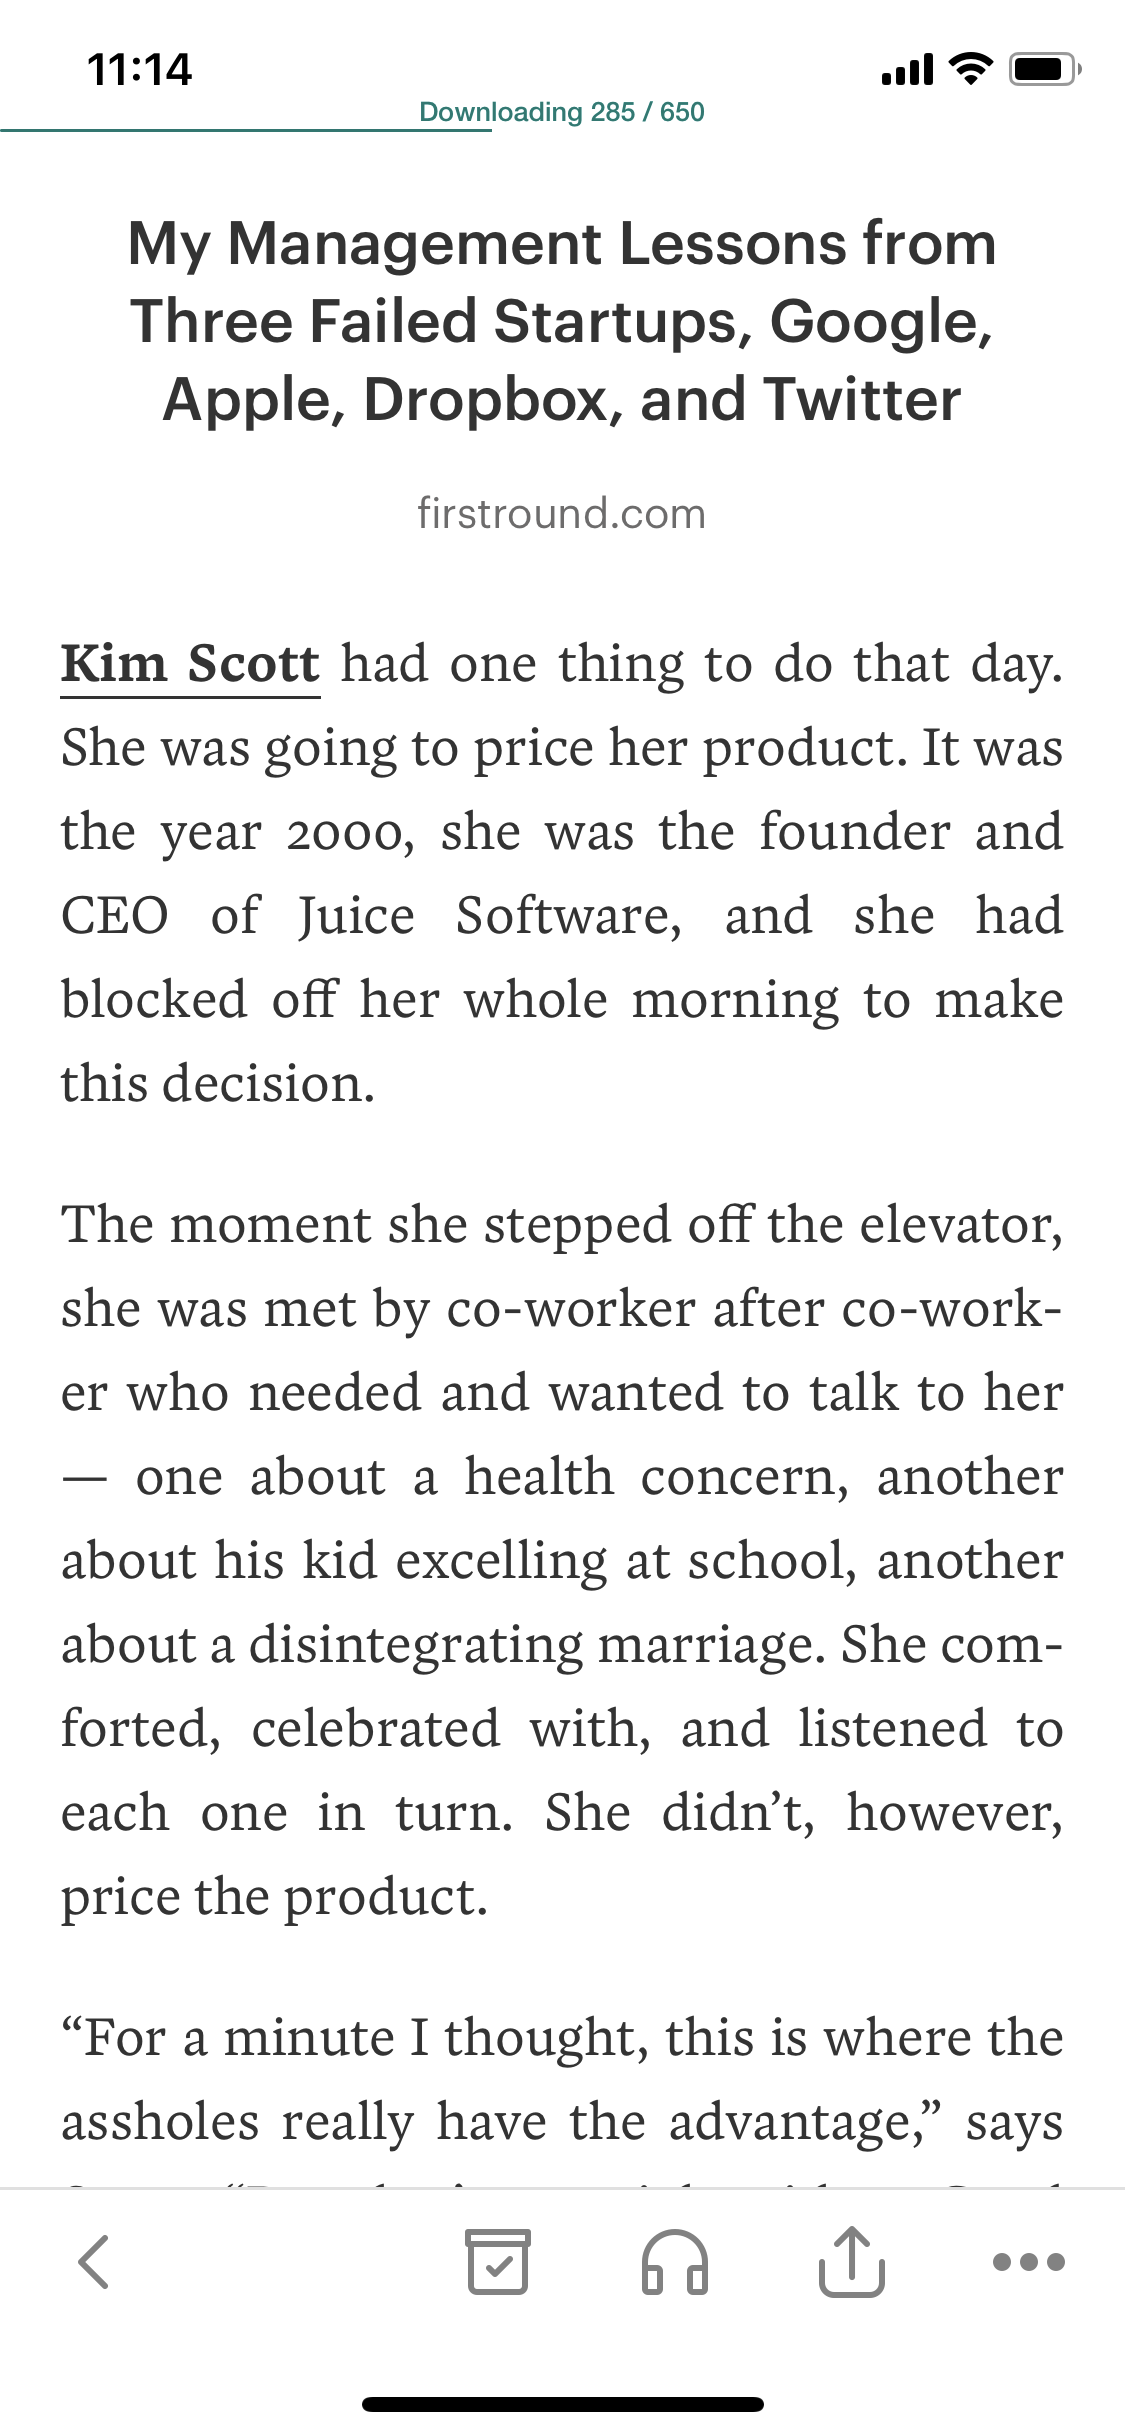 11:14
Downloading 285 / 650
My Management Lessons from
Three Failed Startups, Google,
Apple, Dropbox, and Twitter
firstround.com
Kim Scott had one thing to do that day.
She was going to price her product. It was
the year 2000, she was the founder and
CEO of Juice Software, and she had
blocked off her whole morning to make
this decision.
The moment she stepped off the elevator,
she was met by co-worker after co-work-
er who needed and wanted to talk to her
— one about a health concern, another
about his kid excelling at school, another
about a disintegrating marriage. She com-
forted, celebrated with, and listened to
each one in turn. She didn’t, however,
price the product.
“For a minute I thought, this is where the
assholes really have the advantage,” says